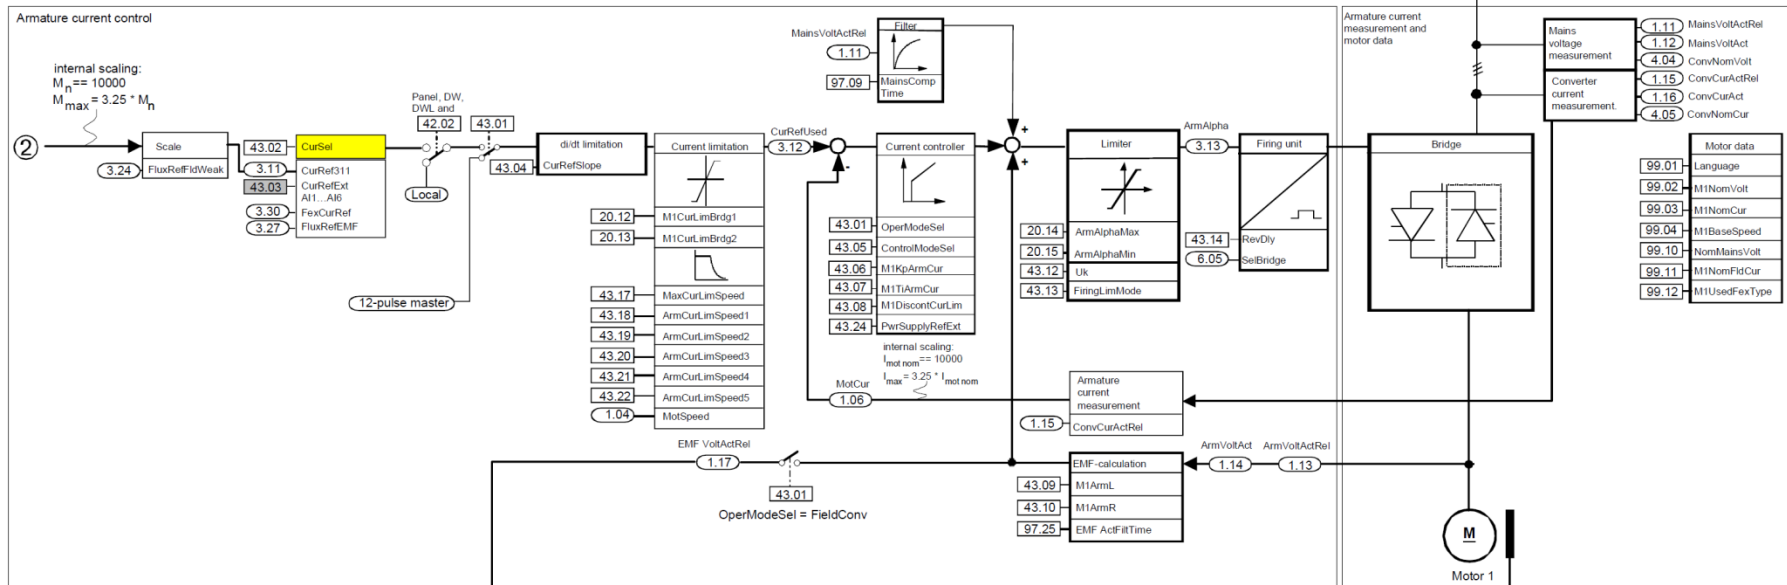 Armature current control
internal scaling:
Mn == 10000
Mmax = 3.25 * Mn
2
Scale
3.24
FluxRefFldWeak
43.02
CurSel
3.11
CurRef311
43.03
CurRefExt
AI1...AI6
3.30
FexCurRef
3.27
FluxRefEMF
Panel, DW,
DWL and
42.02
43.01
Local
12-pulse master
di/dt limitation
43.04
CurRefSlope
Current limitation
20.12
M1CurLimBrdg1
20.13
M1CurLimBrdg2
43.17
MaxCurLimSpeed
43.18
ArmCurLimSpeed1
43.19
ArmCurLimSpeed2
43.20
ArmCurLimSpeed3
43.21
ArmCurLimSpeed4
43.22
ArmCurLimSpeed5
1.04
MotSpeed
CurRefUsed
3.12
-
MainsVoltActRel
1.11
97.09
Filter
MainsComp
Time
Current controller
43.01
OperModeSel
43.05
ControlModeSel
43.06
M1KpArmCur
43.07
M1TiArmCur
43.08
M1DiscontCurLim
43.24
PwrSupplyRefExt
internal scaling:
Imot nom == 10000
Imax = 3.25 * Imot nom
MotCur
1.06
+
+
Limiter
20.14
ArmAlphaMax
20.15
ArmAlphaMin
43.12
Uk
43.13
FiringLimMode
ArmAlpha
3.13
Firing unit
43.14
RevDly
6.05
SelBridge
Armature
current
measurement
1.15
ConvCurActRel
EMF VoltActRel
1.17
43.01
OperModeSel = FieldConv
EMF-calculation
43.09
M1ArmL
43.10
M1ArmR
97.25
EMF ActFiltTime
ArmVoltAct
1.14
ArmVoltActRel
1.13
Armature current
measurement and
motor data
Bridge
M
Motor 1
Mains
voltage
measurement
1.11
MainsVoltActRel
1.12
MainsVoltAct
4.04
ConvNomVolt
Converter
current
measurement.
1.15
ConvCurActRel
1.16
ConvCurAct
4.05
ConvNomCur
Motor data
99.01
Language
99.02
M1NomVolt
99.03
M1NomCur
99.04
M1BaseSpeed
99.10
NomMainsVolt
99.11
M1NomFldCur
99.12
M1UsedFexType